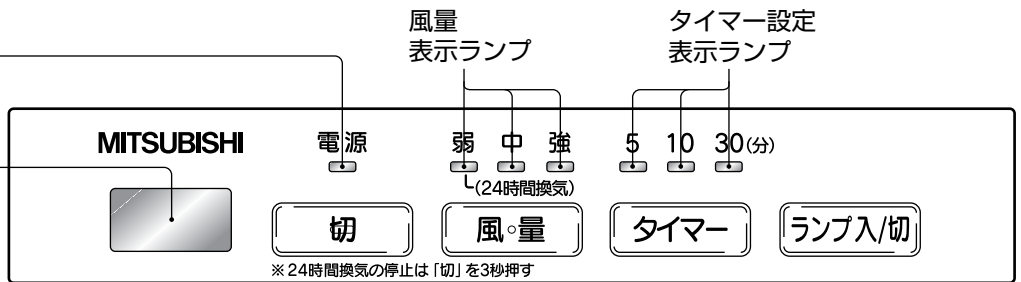 風量
表示ランプ
タイマー設定
表示ランプ
MITSUBISHI
電源
弱 中 強
5 10 30(分)
(24時間換気)
切
風量
タイマー
ランプ入/切
※24時間換気の停止は「切」を3秒押す